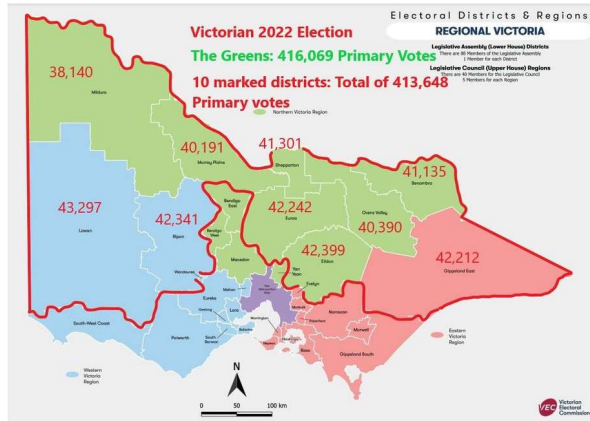 Electoral Districts & Regions
REGIONAL VICTORIA
Victorian 2022 Election
The Greens: 416,069 Primary Votes
10 marked districts: Total of 413,648
Primary votes
Legislative Assembly (Lower House) Districts
There are 88 Members of the Legislative Assembly
1 Member for each District
Legislative Council (Upper House) Regions
There are 40 Members for the Legislative Council
5 Members for each Region
Northern Victoria Region
38,140
Mildura
40,191
Murray Plains
41,301
Shepparton
41,135
Benambra
43,297
Lowan
42,341
Ripon
Bendigo
East
Bendigo
West
42,242
Euroa
Ovens Valley
40,390
42,399
Eildon
42,212
Gippsland East
Wendouree
Macedon
Yan
Yean
Evelyn
Melton
Eureka
Geelong
Lara
Bellarine
South
Barwon
Polwarth
South-West Coast
Mornington
Monbulk
Pakenham
Narracan
Morwell
Bass
Gippsland South
Eastern
Victoria
Region
Western
Victoria
Region
N
0 50 100 km
VEC
Victorian
Electoral
Commission